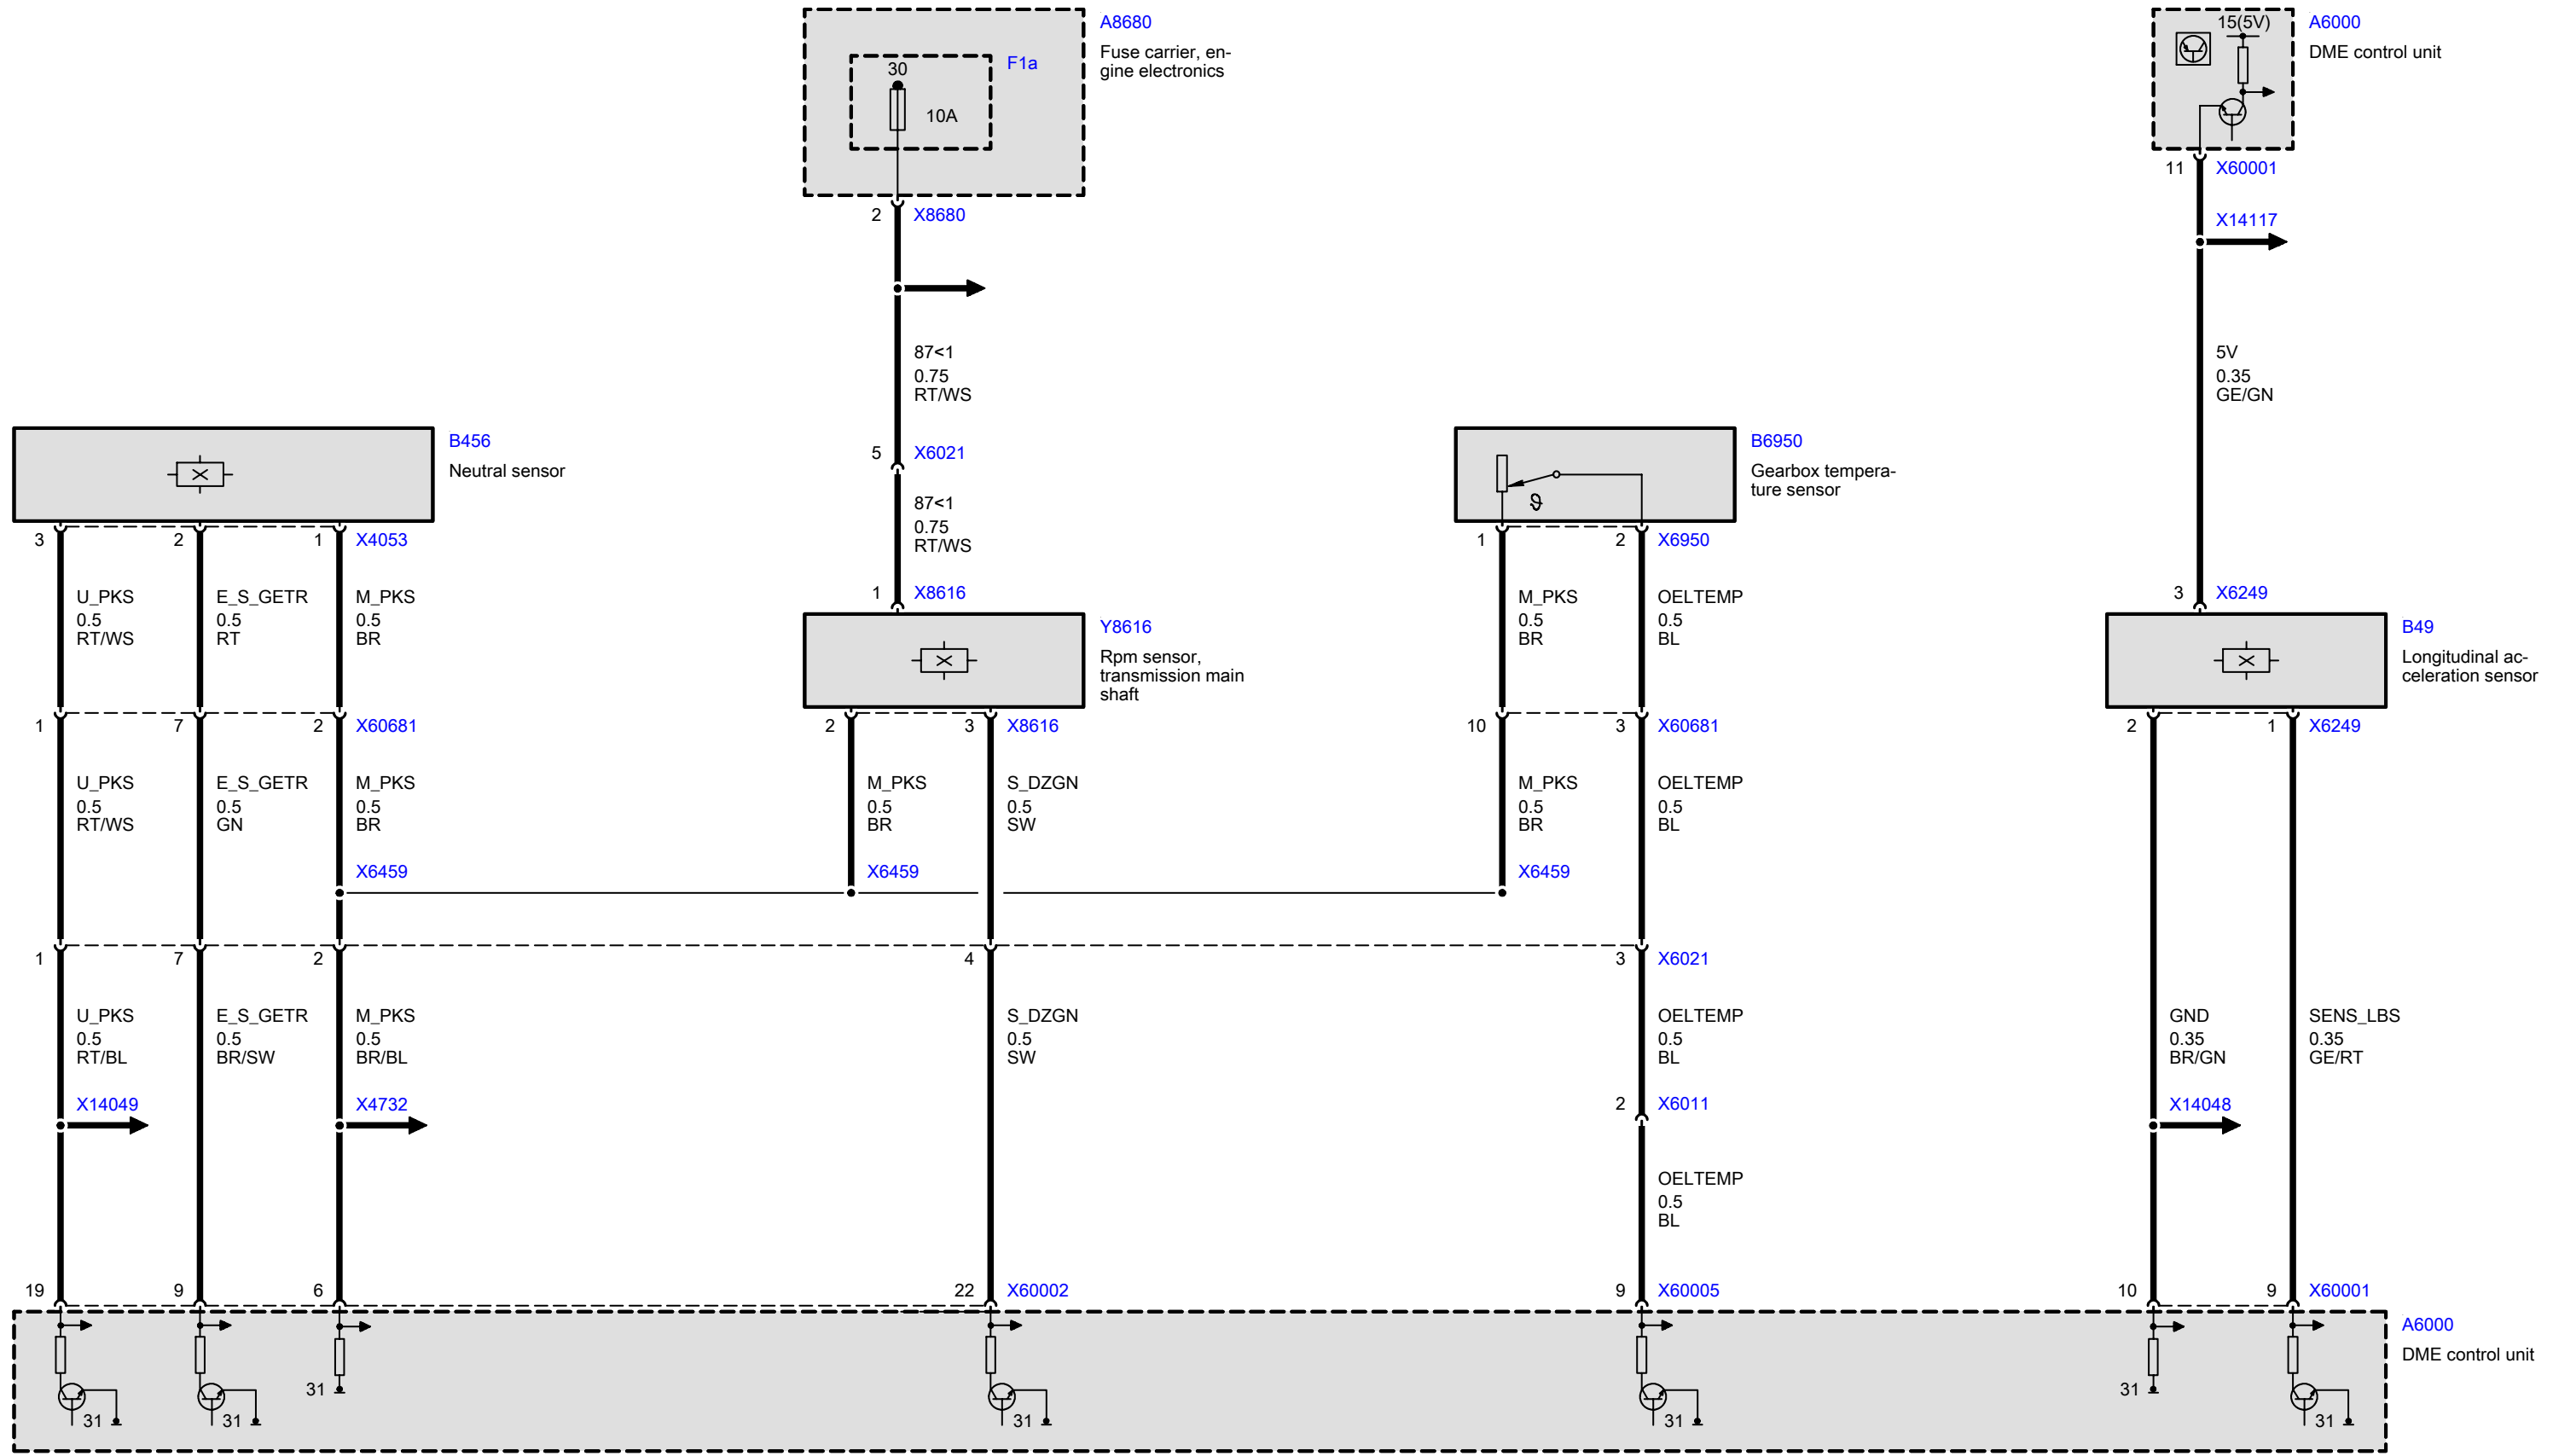 A8680
Fuse carrier, en-
gine electronics
F1a
30
10A
2 X8680
87<1
0.75
RT/WS
5 X6021
87<1
0.75
RT/WS
1 X8616
15(5V)
A6000
DME control unit
11 X60001
X14117
5V
0.35
GE/GN
3 X6249
B456
Neutral sensor
3 2 1 X4053
U_PKS
0.5
RT/WS
E_S_GETR
0.5
RT
M_PKS
0.5
BR
1 7 2 X60681
U_PKS
0.5
RT/WS
E_S_GETR
0.5
GN
M_PKS
0.5
BR
X6459
Y8616
Rpm sensor,
transmission main
shaft
2 3 X8616
M_PKS
0.5
BR
S_DZGN
0.5
SW
X6459
B6950
Gearbox tempera-
ture sensor
ϑ
1 2 X6950
M_PKS
0.5
BR
OELTEMP
0.5
BL
10 3 X60681
M_PKS
0.5
BR
OELTEMP
0.5
BL
X6459
B49
Longitudinal ac-
celeration sensor
2 1 X6249
1 7 2 4 3 X6021
U_PKS
0.5
RT/BL
E_S_GETR
0.5
BR/SW
M_PKS
0.5
BR/BL
S_DZGN
0.5
SW
OELTEMP
0.5
BL
GND
0.35
BR/GN
SENS_LBS
0.35
GE/RT
X14049
X4732
2 X6011
X14048
OELTEMP
0.5
BL
19 9 6 22 X60002
9 X60005
10 9 X60001
A6000
DME control unit
31 31 31 31 31 31 31